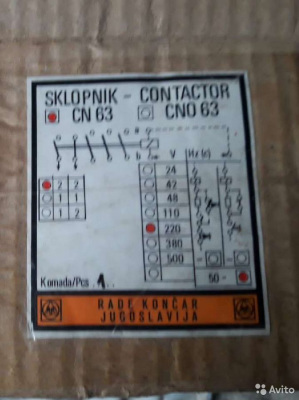 SKLOPNIK - CONTACTOR
CN 63 CNO 63
a
b
V Hz (c)
24
42
48
110
220
380
500
2 2
1 1
1 2
50~
Komada/Pcs 1
RADE KONČAR
JUGOSLAVIJA
Avito